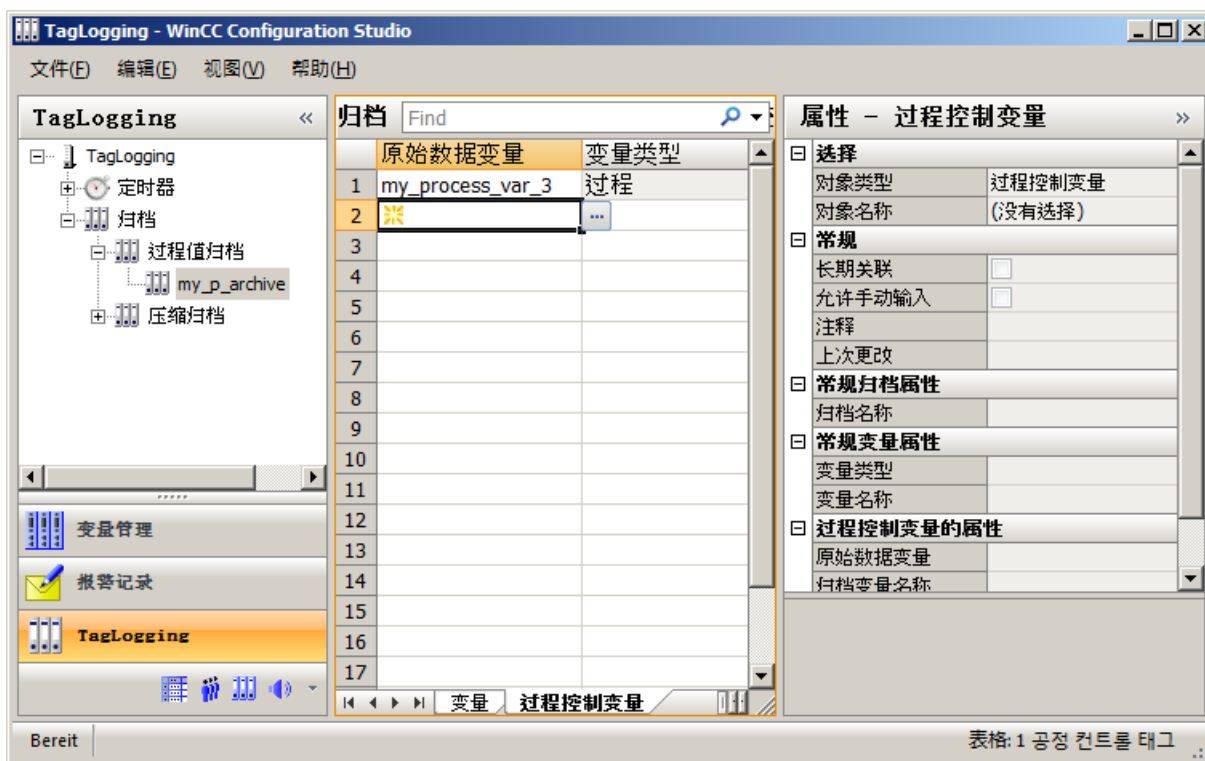 TagLogging - WinCC Configuration Studio
文件(F) 编辑(E) 视图(V) 帮助(H)
TagLogging «
TagLogging
定时器
归档
过程值归档
my_p_archive
压缩归档
变量管理
报警记录
TagLogging
归档 Find
原始数据变量 变量类型
1 my_process_var_3 过程
2 ...
3
4
5
6
7
8
9
10
11
12
13
14
15
16
17
变量 过程控制变量
属性 - 过程控制变量 »
选择
对象类型 过程控制变量
对象名称 (没有选择)
常规
长期关联
允许手动输入
注释
上次更改
常规归档属性
归档名称
常规变量属性
变量类型
变量名称
过程控制变量的属性
原始数据变量
归档变量名称
Bereit
表格: 1 공정 컨트롤 태그